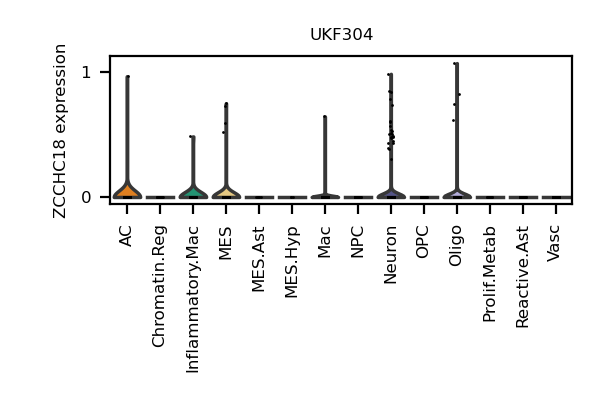 UKF304
ZCCHC18 expression
1
0
AC
Chromatin.Reg
Inflammatory.Mac
MES
MES.Ast
MES.Hyp
Mac
NPC
Neuron
OPC
Oligo
Prolif.Metab
Reactive.Ast
Vasc